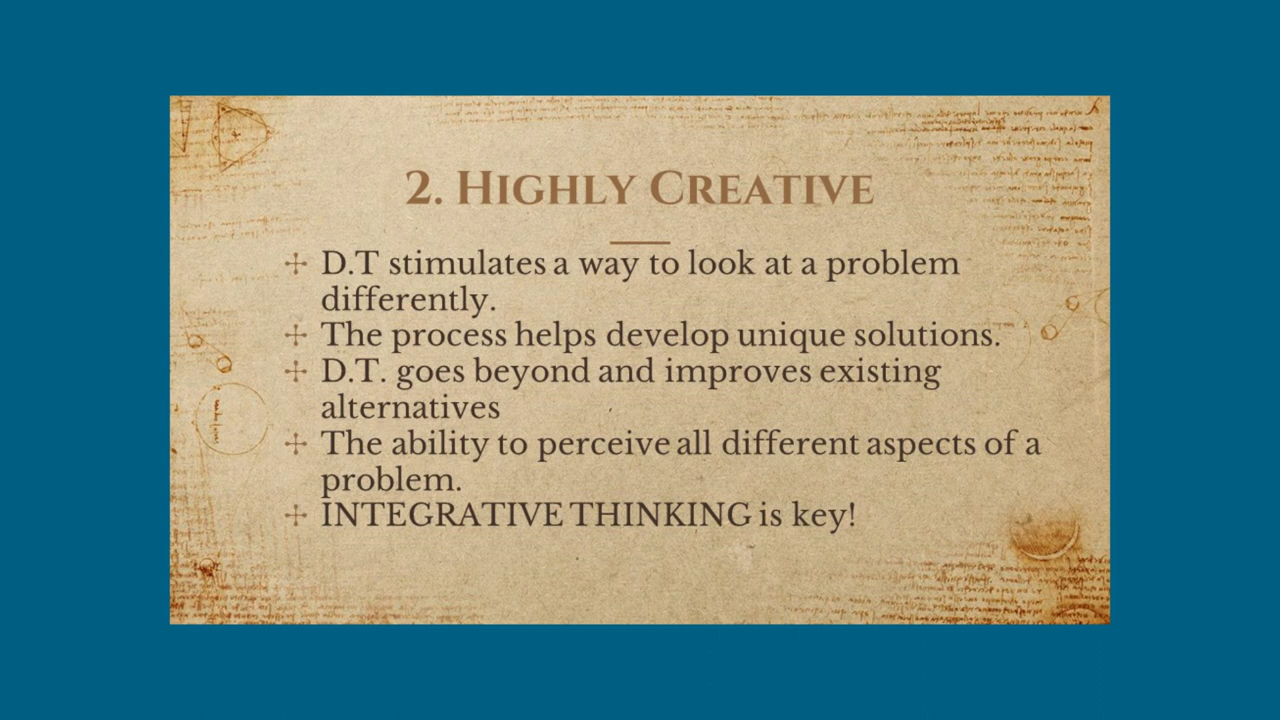 2. HIGHLY CREATIVE
D.T stimulates a way to look at a problem
differently.
The process helps develop unique solutions.
D.T. goes beyond and improves existing
alternatives
The ability to perceive all different aspects of a
problem.
INTEGRATIVE THINKING is key!